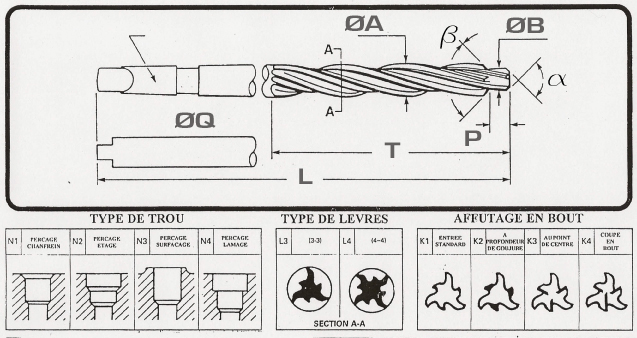 ØA
β
ØB
A
α
A
ØQ
T
P
L
TYPE DE TROU
TYPE DE LEVRES
AFFUTAGE EN BOUT
N1 PERCAGE CHANFREIN
N2 PERCAGE ETAGE
N3 PERCAGE SURFACAGE
N4 PERCAGE LAMAGE
L3 (3-3)
L4 (4-4)
K1 ENTREE STANDARD
K2 A PROFONDEUR DE GOUJURE
K3 AU POINT DE CENTRE
K4 COUPE EN BOUT
SECTION A-A